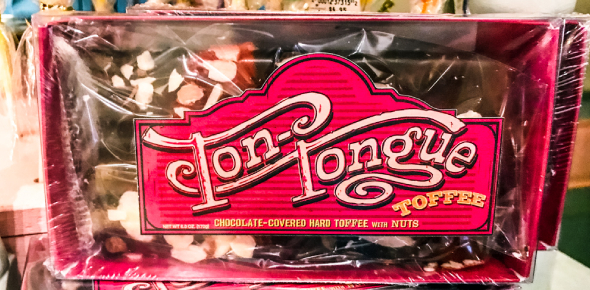 Ton-Tongue
TOFFEE
CHOCOLATE-COVERED HARD TOFFEE WITH NUTS